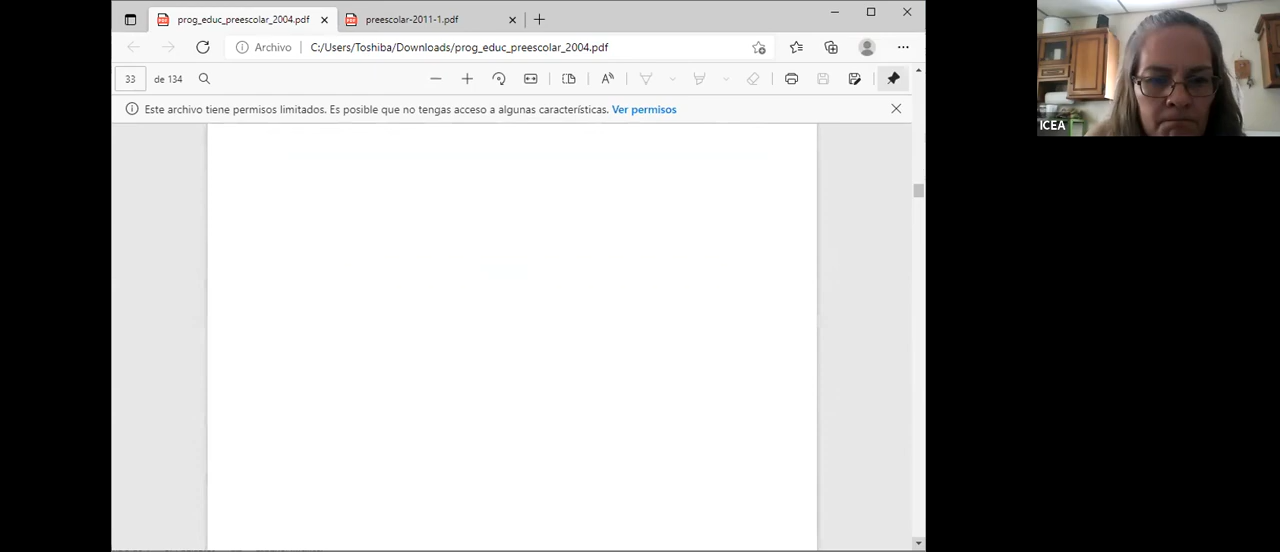 prog_educ_preescolar_2004.pdf
preescolar-2011-1.pdf
Archivo
C:/Users/Toshiba/Downloads/prog_educ_preescolar_2004.pdf
33 de 134
Este archivo tiene permisos limitados. Es posible que no tengas acceso a algunas características. Ver permisos
ICEA